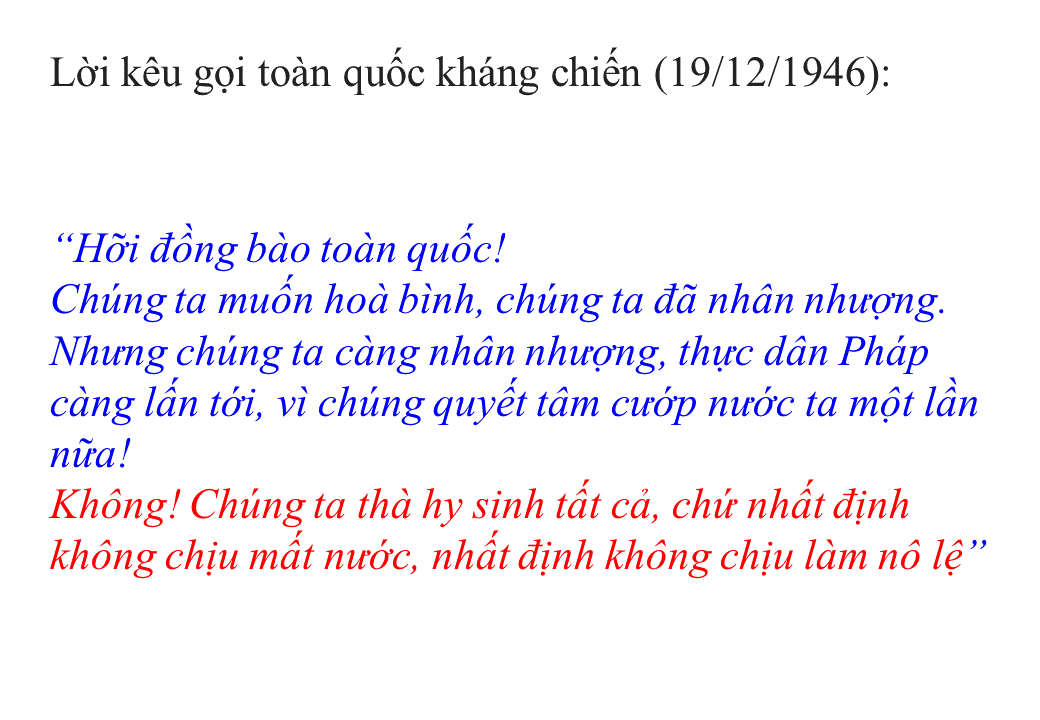 Lời kêu gọi toàn quốc kháng chiến (19/12/1946):
“Hỡi đồng bào toàn quốc!
Chúng ta muốn hoà bình, chúng ta đã nhân nhượng.
Nhưng chúng ta càng nhân nhượng, thực dân Pháp
càng lấn tới, vì chúng quyết tâm cướp nước ta một lần
nữa!
Không! Chúng ta thà hy sinh tất cả, chứ nhất định
không chịu mất nước, nhất định không chịu làm nô lệ”